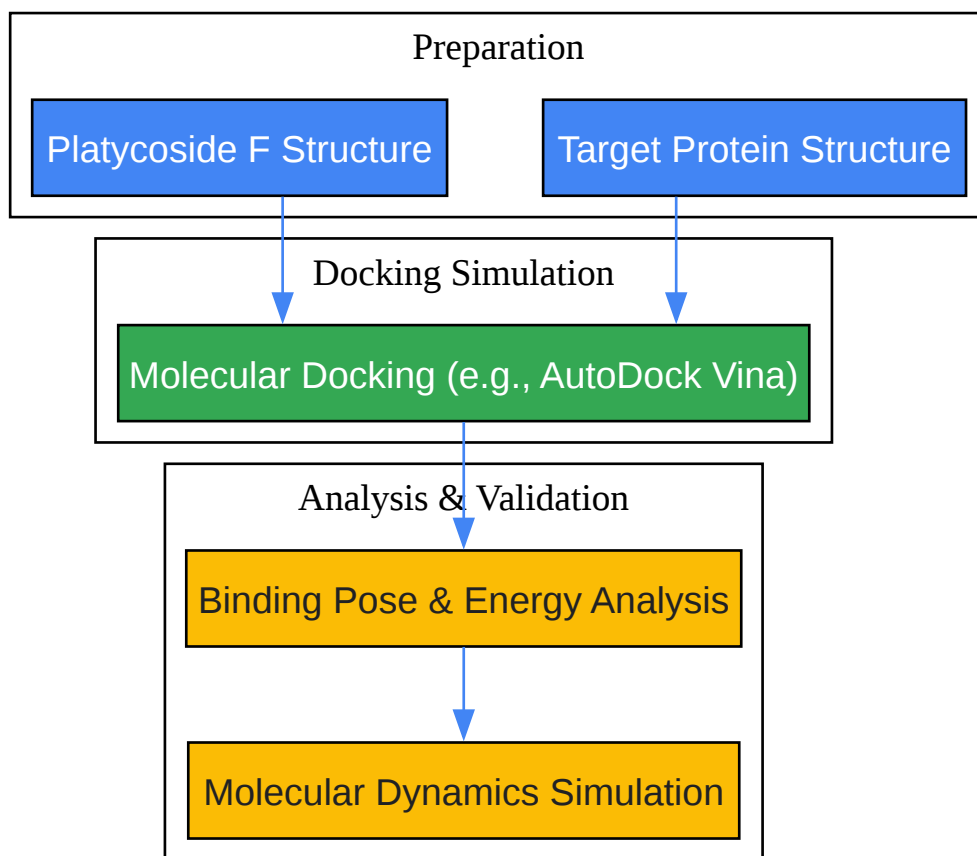 Preparation
Platycoside F Structure
Target Protein Structure
Docking Simulation
Molecular Docking (e.g., AutoDock Vina)
Analysis & Validation
Binding Pose & Energy Analysis
Molecular Dynamics Simulation